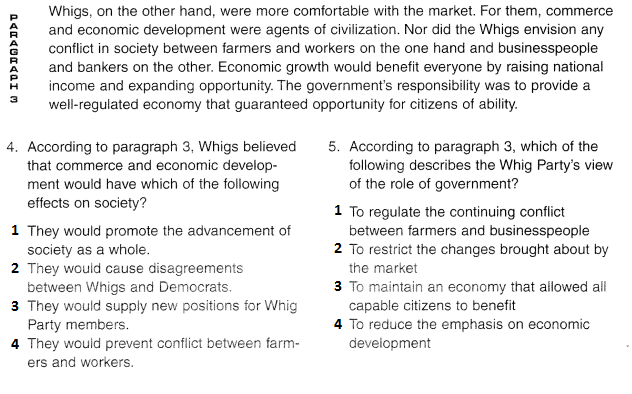 PARAGRAPH 3
Whigs, on the other hand, were more comfortable with the market. For them, commerce
and economic development were agents of civilization. Nor did the Whigs envision any
conflict in society between farmers and workers on the one hand and businesspeople
and bankers on the other. Economic growth would benefit everyone by raising national
income and expanding opportunity. The government's responsibility was to provide a
well-regulated economy that guaranteed opportunity for citizens of ability.
4. According to paragraph 3, Whigs believed
that commerce and economic develop-
ment would have which of the following
effects on society?
1 They would promote the advancement of
society as a whole.
2 They would cause disagreements
between Whigs and Democrats.
3 They would supply new positions for Whig
Party members.
4 They would prevent conflict between farm-
ers and workers.
5. According to paragraph 3, which of the
following describes the Whig Party's view
of the role of government?
1 To regulate the continuing conflict
between farmers and businesspeople
2 To restrict the changes brought about by
the market
3 To maintain an economy that allowed all
capable citizens to benefit
4 To reduce the emphasis on economic
development